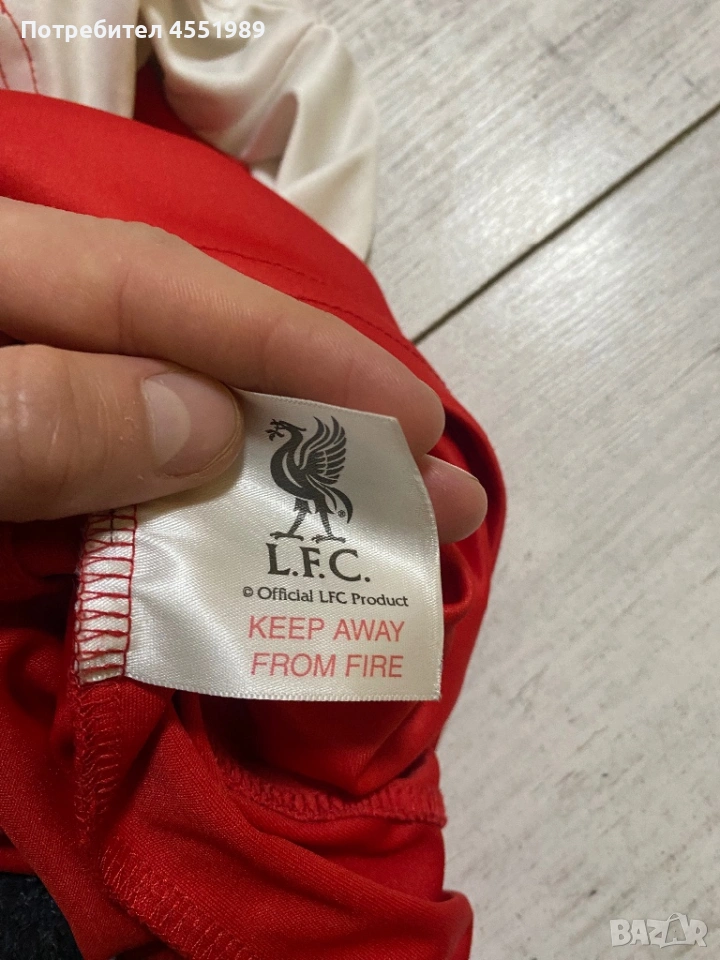 Потребител 4551989
L.F.C.
© Official LFC Product
KEEP AWAY
FROM FIRE
BAZAR